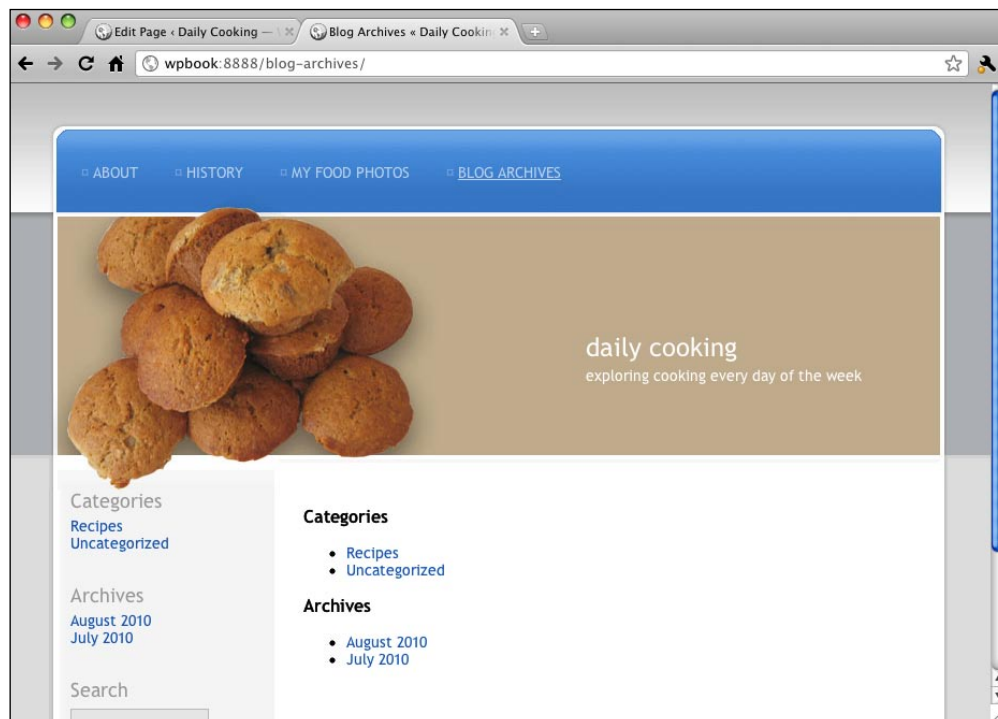 Edit Page ‹ Daily Cooking —
Blog Archives « Daily Cookin
wpbook:8888/blog-archives/
ABOUT
HISTORY
MY FOOD PHOTOS
BLOG ARCHIVES
daily cooking
exploring cooking every day of the week
Categories
Recipes
Uncategorized
Archives
August 2010
July 2010
Search
Categories
Recipes
Uncategorized
Archives
August 2010
July 2010